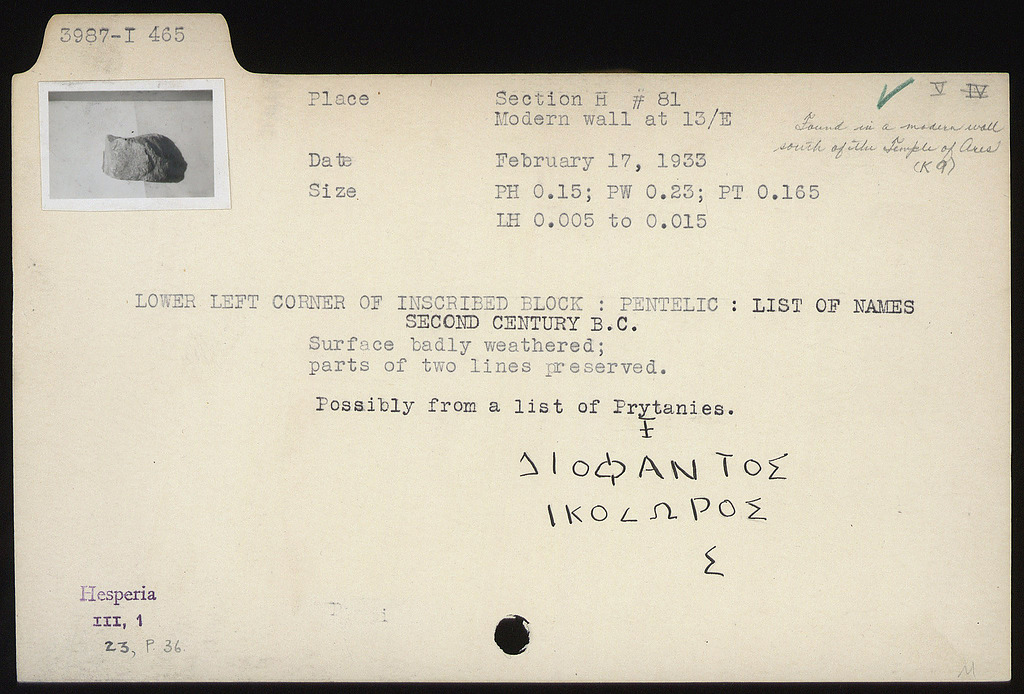 3987-I 465
Place Section H # 81
Modern wall at 13/E
V IV
Found in a modern wall
south of the Temple of Ares
(K 9)
Date February 17, 1933
Size PH 0.15; PW 0.23; PT 0.165
LH 0.005 to 0.015
LOWER LEFT CORNER OF INSCRIBED BLOCK : PENTELIC : LIST OF NAMES
SECOND CENTURY B.C.
Surface badly weathered;
parts of two lines preserved.
Possibly from a list of Prytanies.
ΔΙΟΦΑΝΤΟΣ
ΙΚΟΔΩΡΟΣ
Σ
Hesperia
III, 1
23, P. 36.
M